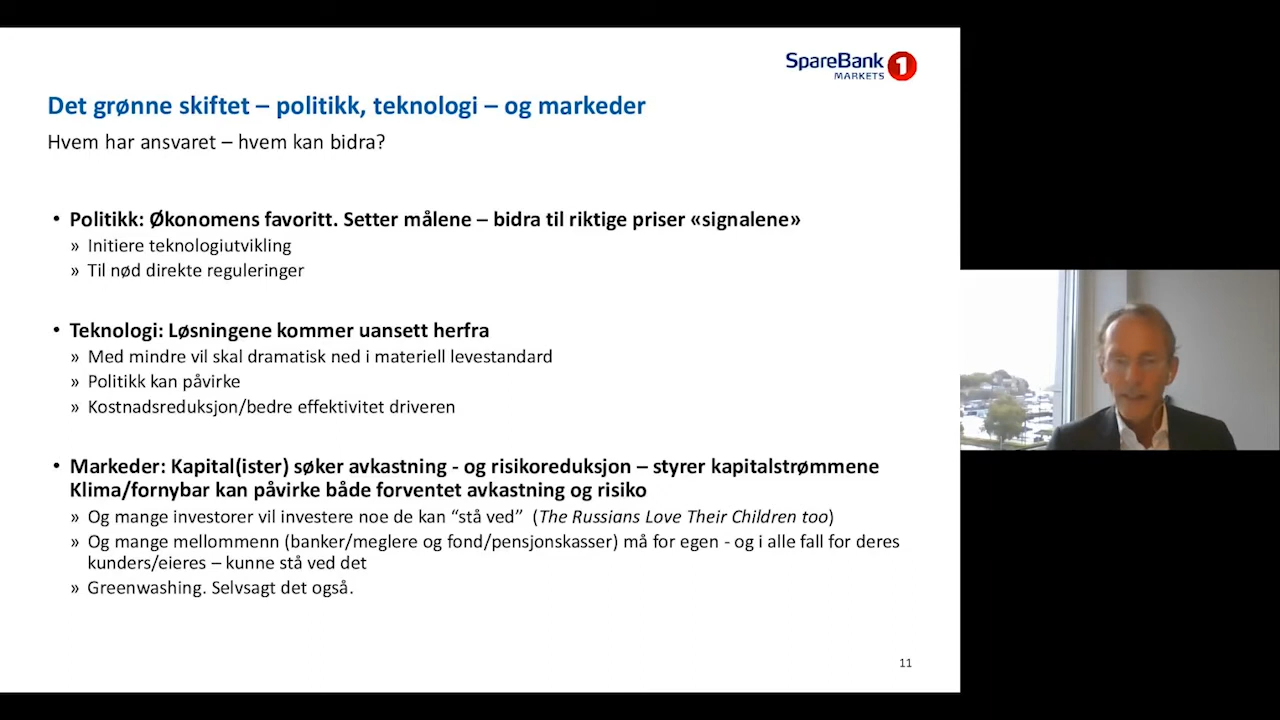 SpareBank 1
MARKETS
Det grønne skiftet – politikk, teknologi – og markeder
Hvem har ansvaret – hvem kan bidra?
• Politikk: Økonomens favoritt. Setter målene – bidra til riktige priser «signalene»
» Initiere teknologiutvikling
» Til nød direkte reguleringer
• Teknologi: Løsningene kommer uansett herfra
» Med mindre vil skal dramatisk ned i materiell levestandard
» Politikk kan påvirke
» Kostnadsreduksjon/bedre effektivitet driveren
• Markeder: Kapital(ister) søker avkastning - og risikoreduksjon – styrer kapitalstrømmene
Klima/fornybar kan påvirke både forventet avkastning og risiko
» Og mange investorer vil investere noe de kan “stå ved” (The Russians Love Their Children too)
» Og mange mellommenn (banker/meglere og fond/pensjonskasser) må for egen - og i alle fall for deres
kunders/eieres – kunne stå ved det
» Greenwashing. Selvsagt det også.
11